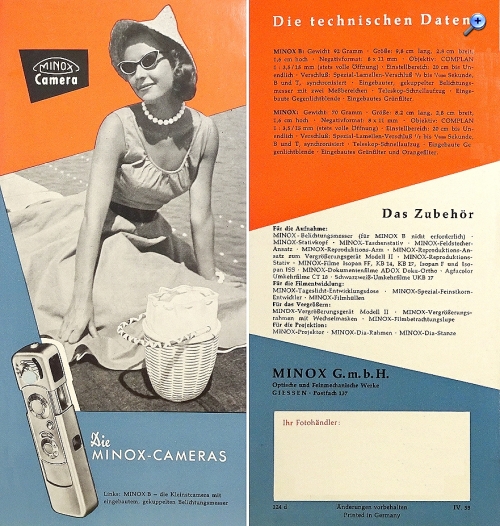 MINOX
Camera
Die
MINOX-CAMERAS
Links: MINOX B – die Kleinstcamera mit
eingebautem, gekuppelten Belichtungsmesser
Die technischen Daten
MINOX B: Gewicht 92 Gramm · Größe: 9,8 cm lang, 2,8 cm breit,
1,6 cm hoch · Negativformat: 8 x 11 mm · Objektiv: COMPLAN
1 : 3,5/15 mm (stets volle Öffnung) · Einstellbereich: 20 cm bis Un-
endlich · Verschluß: Spezial-Lamellen-Verschluß 1/2 bis 1/1000 Sekunde,
B und T, synchronisiert · Eingebauter, gekuppelter Belichtungs-
messer mit zwei Meßbereichen · Teleskop-Schnellaufzug · Einge-
baute Gegenlichtblende · Eingebautes Grünfilter
MINOX: Gewicht: 70 Gramm · Größe: 8,2 cm lang, 2,8 cm breit,
1,6 cm hoch · Negativformat: 8 x 11 mm · Objektiv: COMPLAN
1 : 3,5/15 mm (stets volle Öffnung) · Einstellbereich: 20 cm bis Un-
endlich · Verschluß: Spezial-Lamellen-Verschluß 1/2 bis 1/1000 Sekunde,
B und T, synchronisiert · Teleskop-Schnellaufzug · Eingebaute Ge-
genlichtblende · Eingebautes Grünfilter und Orangefilter.
Das Zubehör
Für die Aufnahme:
MINOX-Belichtungsmesser (für MINOX B nicht erforderlich) ·
MINOX-Stativkopf · MINOX-Taschenstativ · MINOX-Feldstecher-
Ansatz · MINOX-Reproduktions-Arm · MINOX-Reproduktions-An-
satz zum Vergrößerungsgerät Modell II · MINOX-Reproduktions-
Stativ · MINOX-Filme Isopan FF, KB 14, KB 17, Isopan F und Iso-
pan ISS · MINOX-Dokumentenfilme ADOX Doku-Ortho · Agfacolor
Umkehrfilme CT 18 · Schwarzweiß-Umkehrfilme UKB 17
Für die Filmentwicklung:
MINOX-Tageslicht-Entwicklungsdose · MINOX-Spezial-Feinstkorn-
Entwickler · MINOX-Filmhüllen
Für das Vergrößern:
MINOX-Vergrößerungsgerät Modell II · MINOX-Vergrößerungs-
rahmen mit Wechselmasken · MINOX-Filmbetrachtungslupe
Für die Projektion:
MINOX-Projektor · MINOX-Dia-Rahmen · MINOX-Dia-Stanze
MINOX G.m.b.H.
Optische und Feinmechanische Werke
GIESSEN · Postfach 137
Ihr Fotohändler:
224 d
Änderungen vorbehalten
IV. 58
Printed in Germany